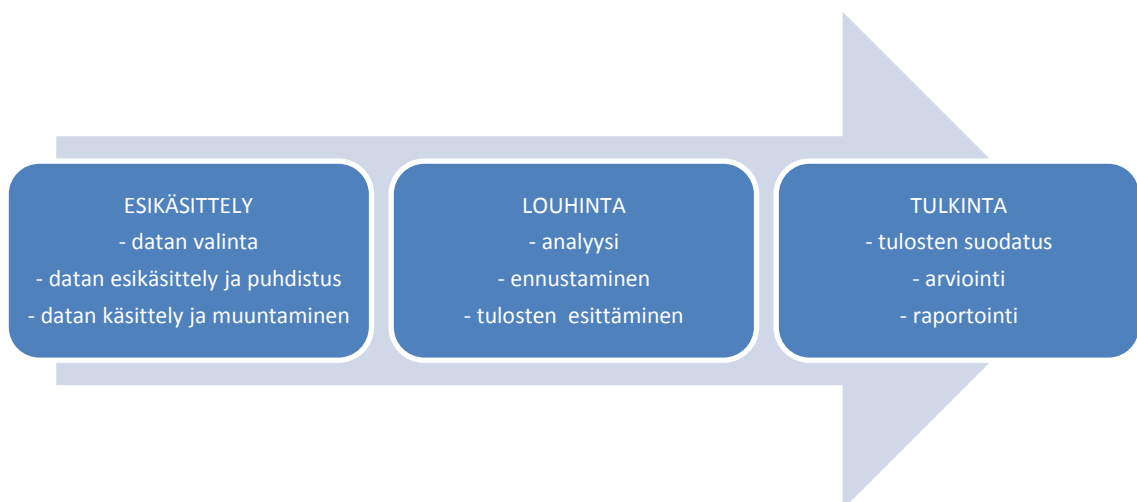 ESIKÄSITTELY
- datan valinta
- datan esikäsittely ja puhdistus
- datan käsittely ja muuntaminen
LOUHINTA
- analyysi
- ennustaminen
- tulosten esittäminen
TULKINTA
- tulosten suodatus
- arviointi
- raportointi